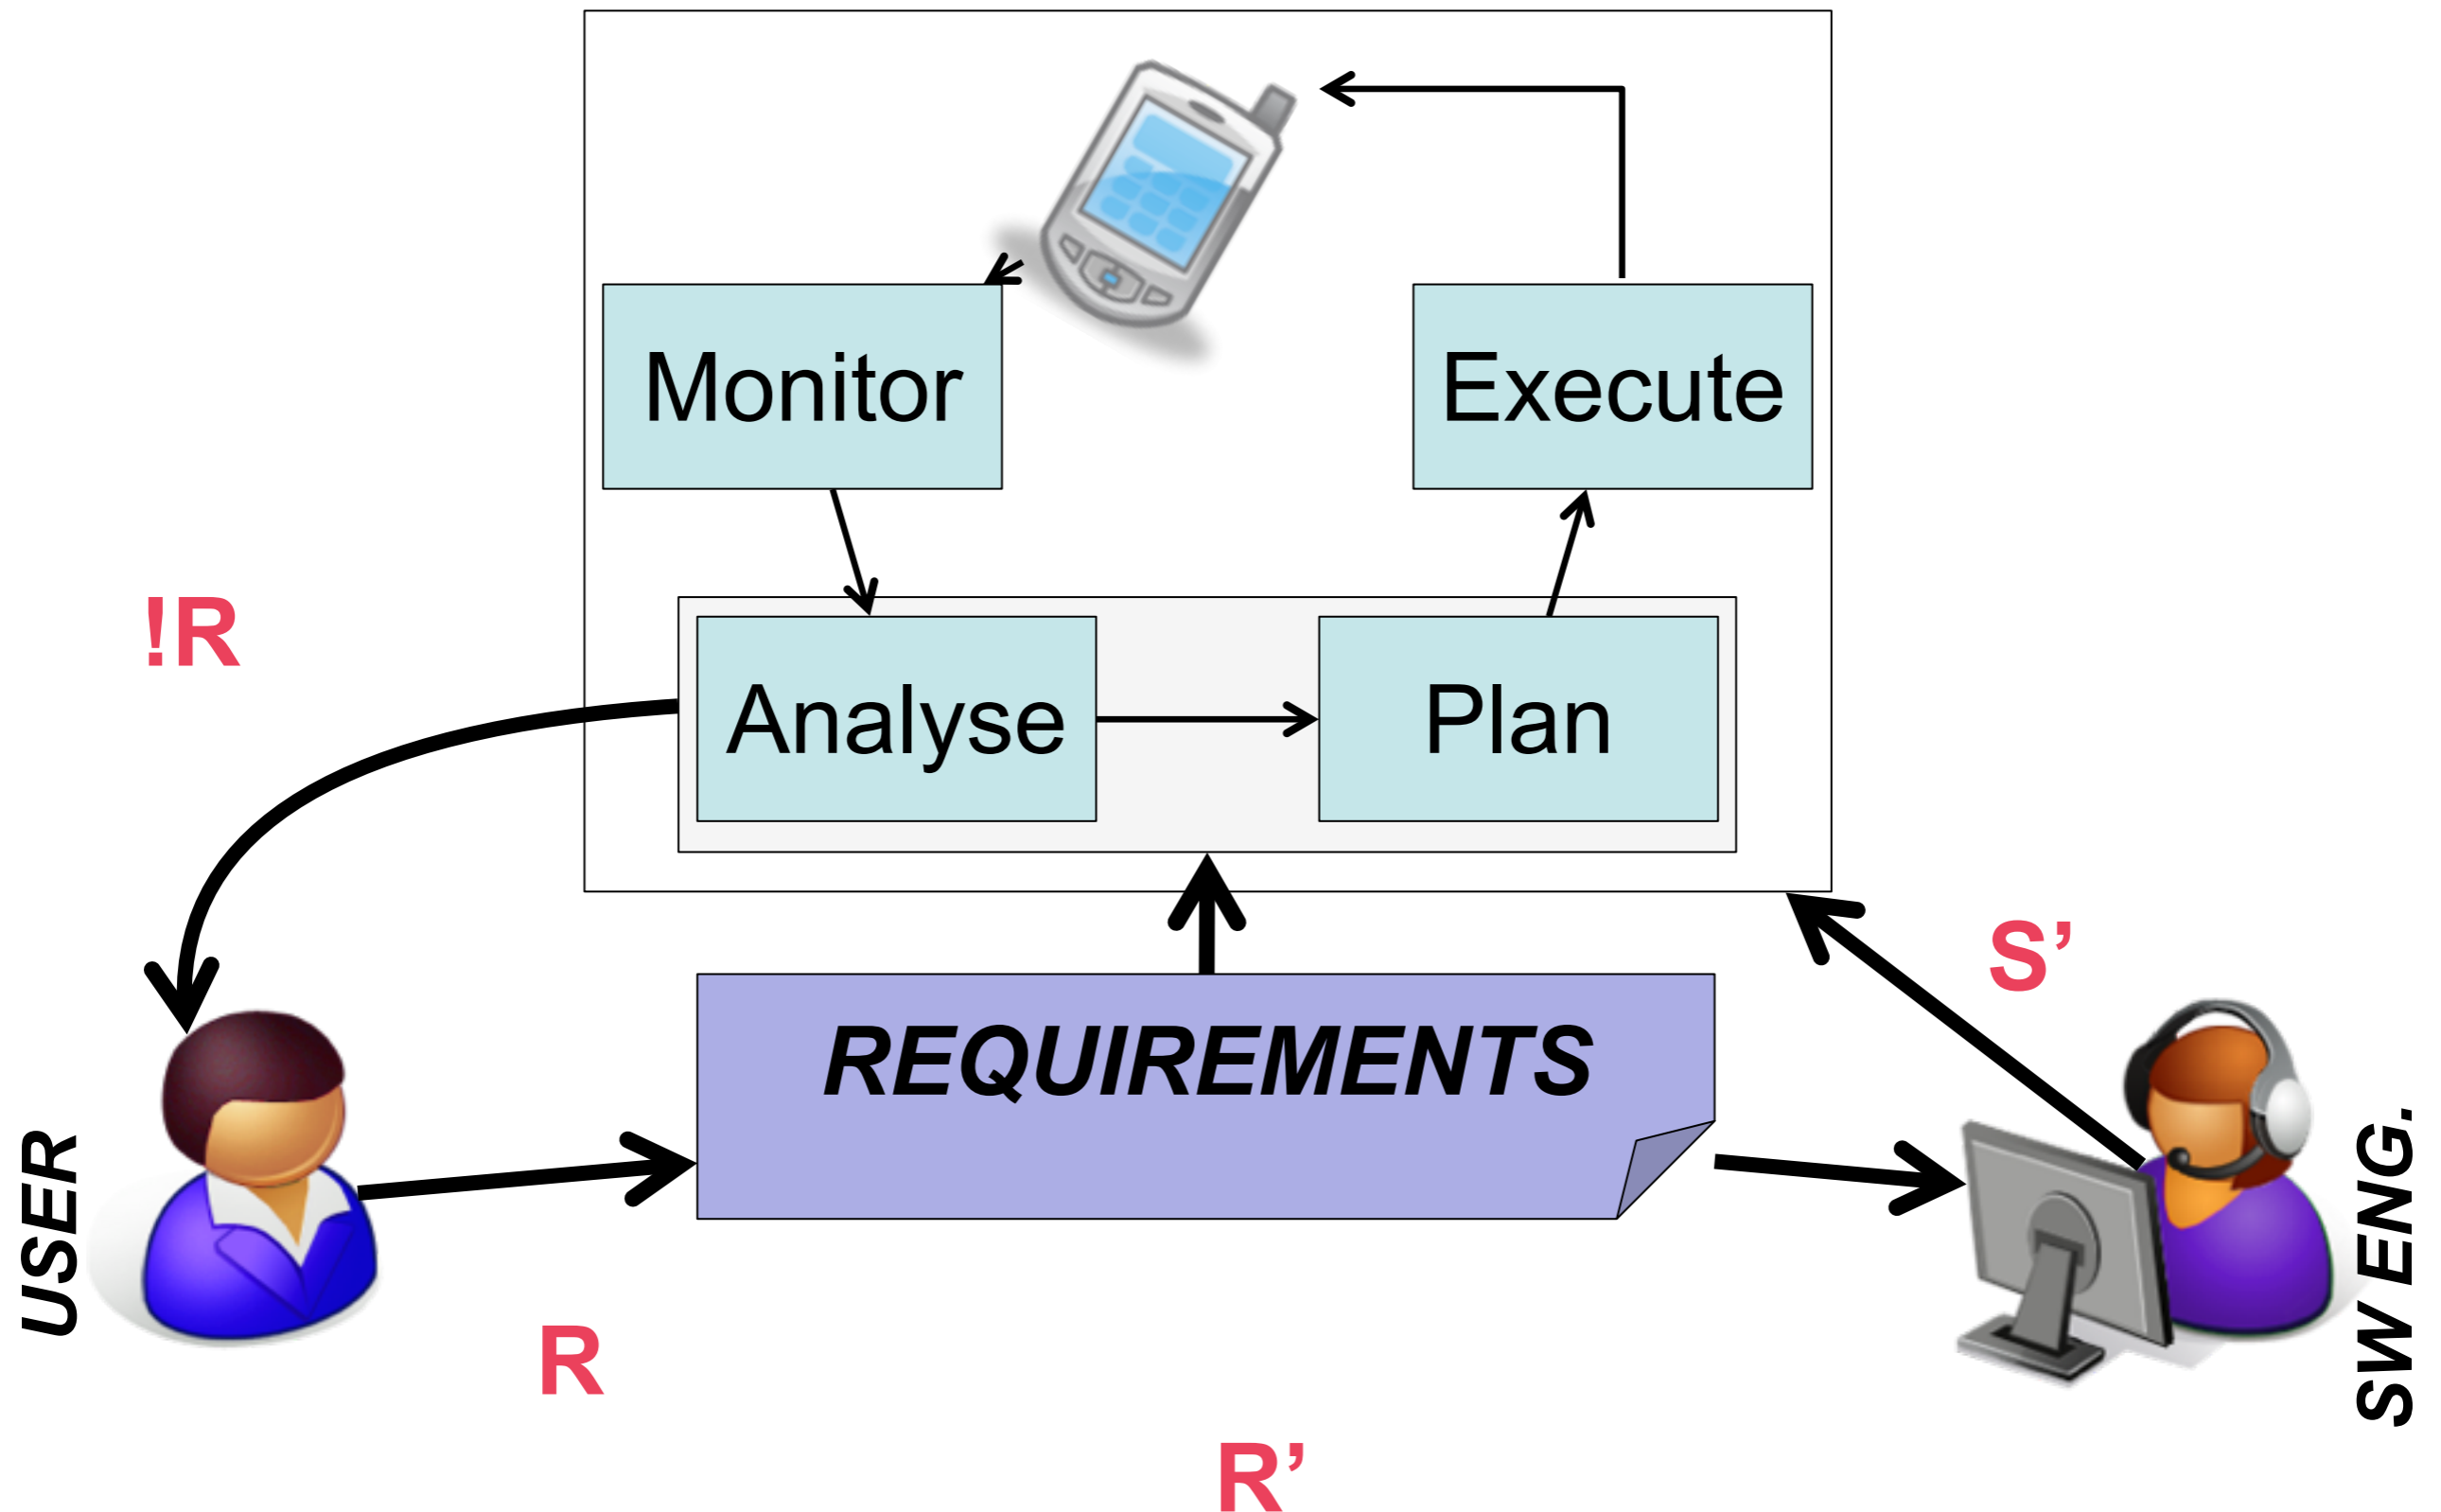 Monitor
Execute
!R
Analyse
Plan
S’
REQUIREMENTS
USER
SW ENG.
R
R’